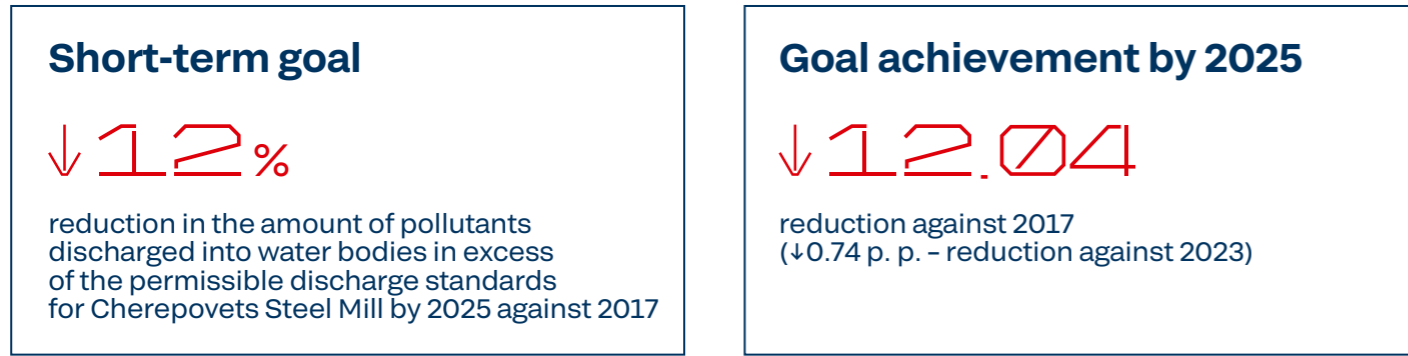 Short-term goal
↓12%
reduction in the amount of pollutants
discharged into water bodies in excess
of the permissible discharge standards
for Cherepovets Steel Mill by 2025 against 2017
Goal achievement by 2025
↓12.04
reduction against 2017
(↓0.74 p. p. – reduction against 2023)